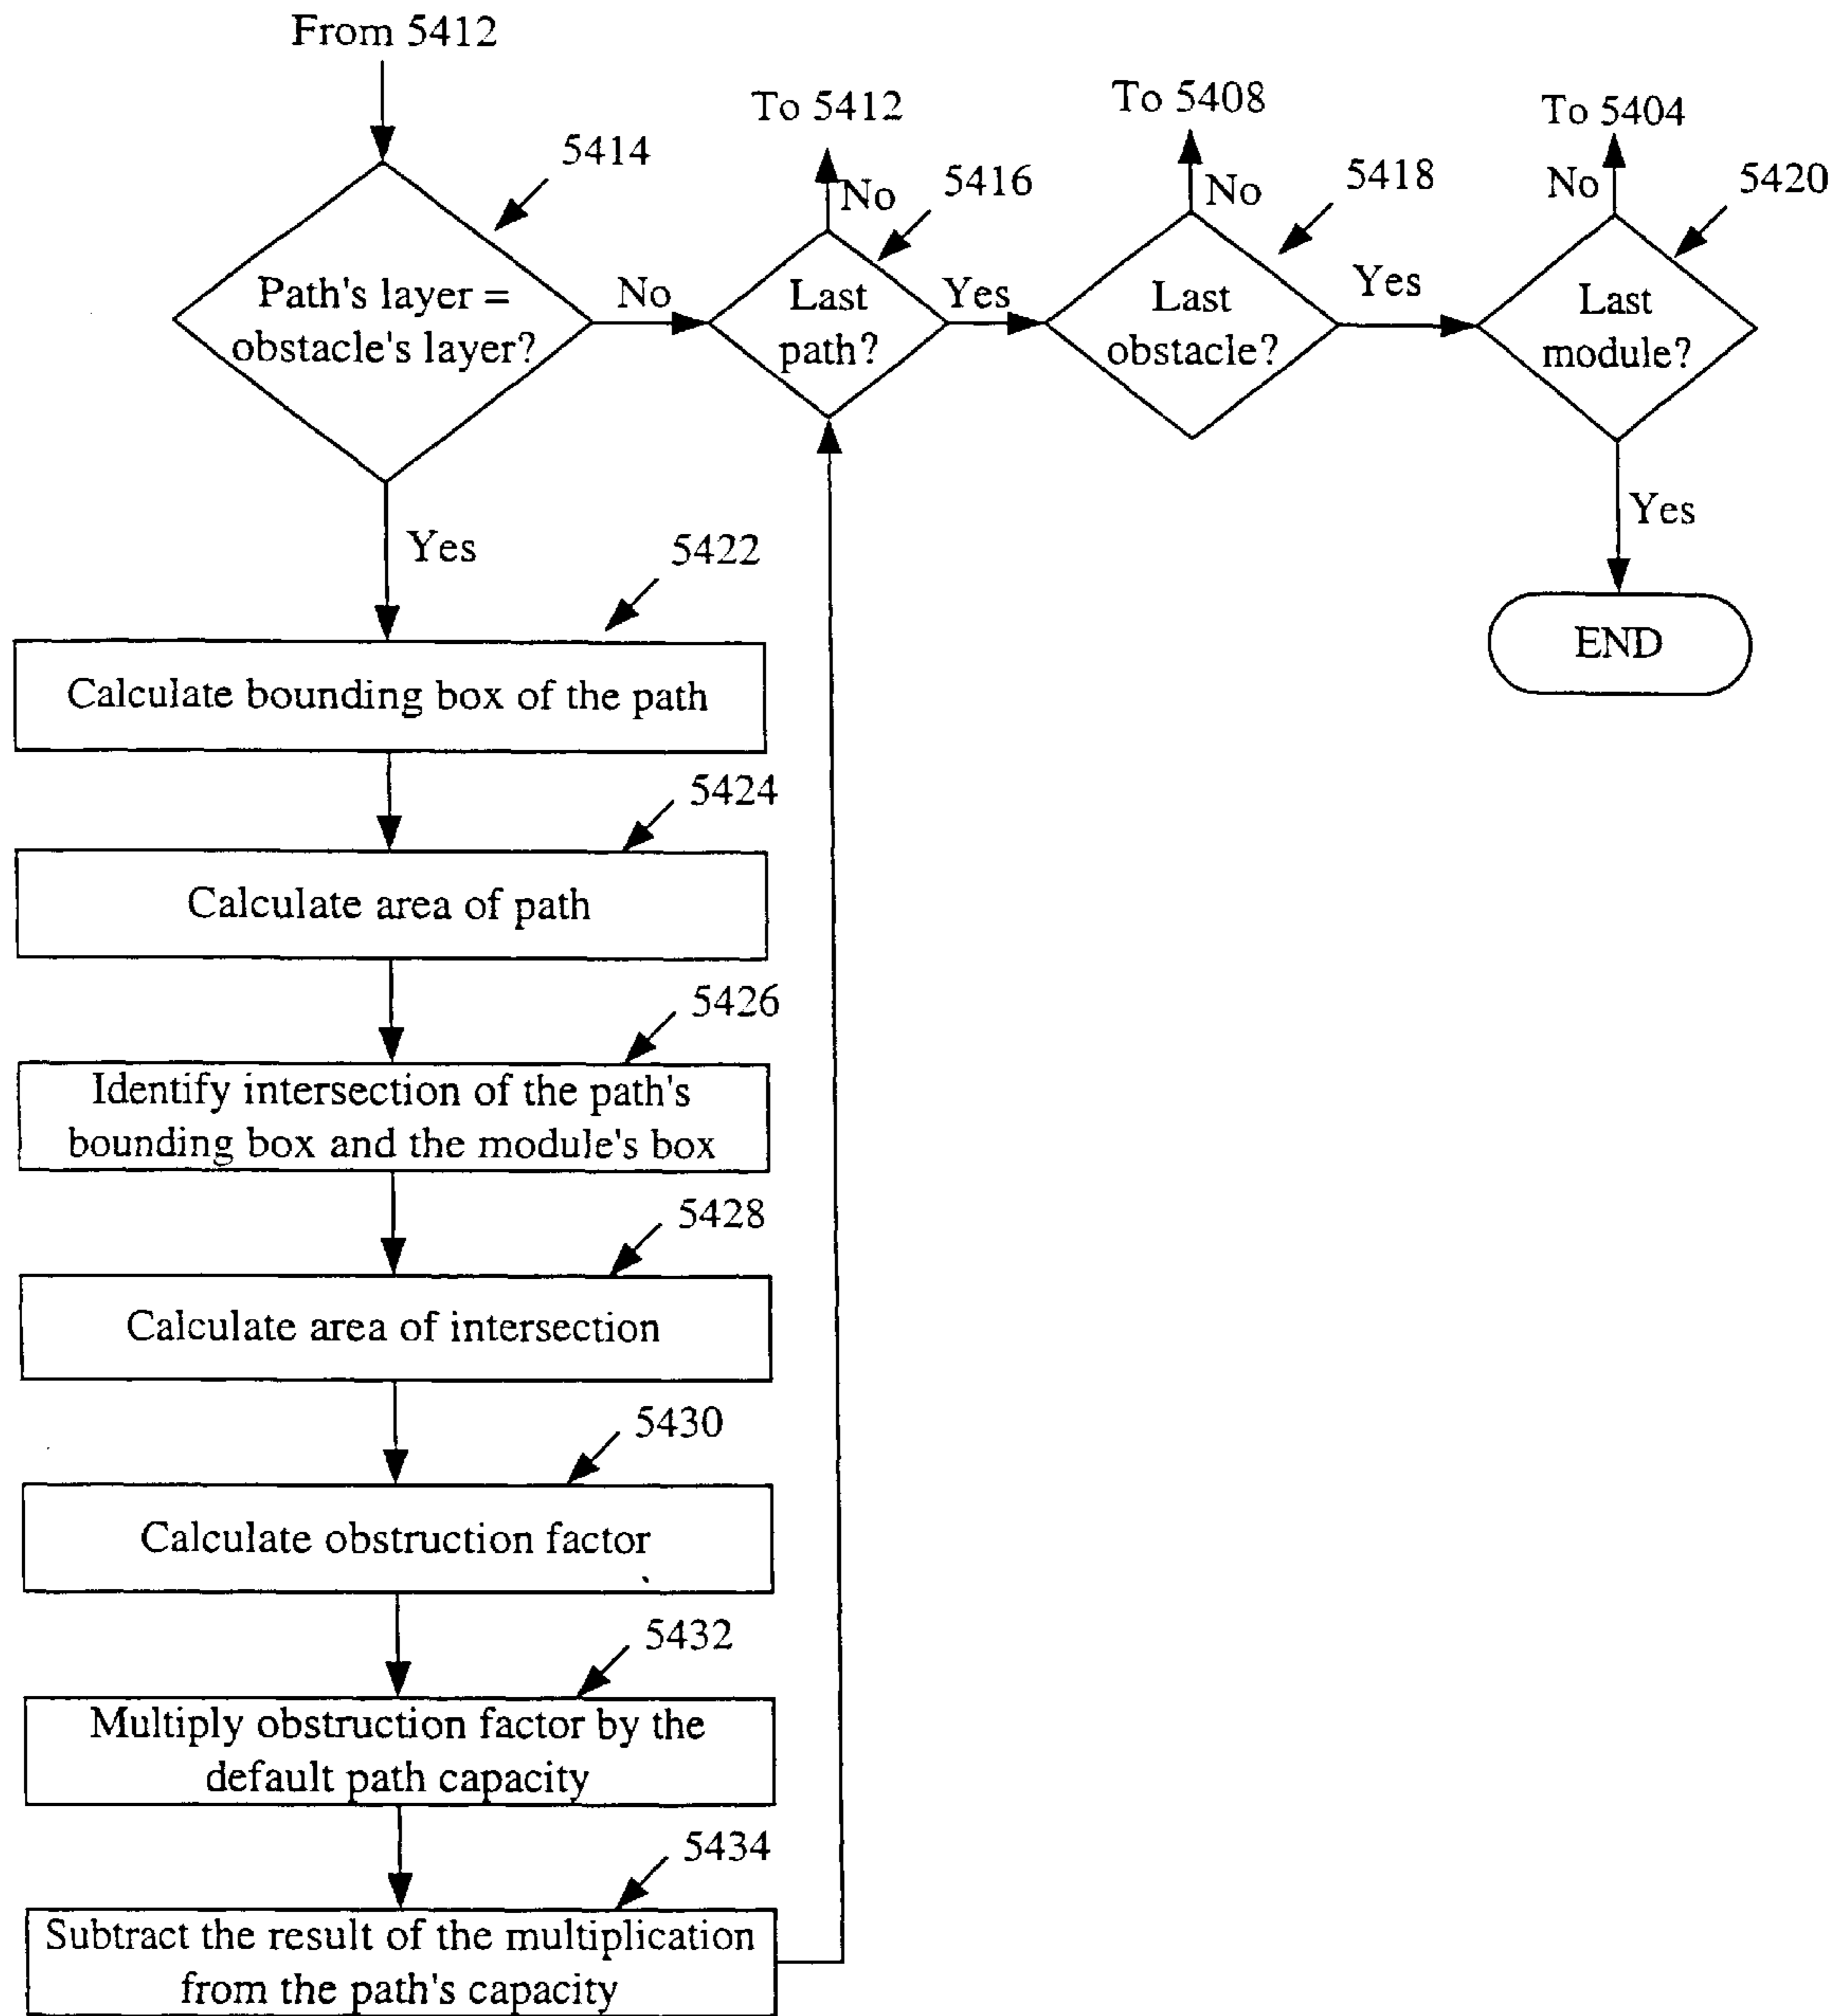 From 5412
To 5412
To 5408
To 5404
5414
No
5416
No
5418
No
5420
Path's layer =
obstacle's layer?
No
Last
path?
Yes
Last
obstacle?
Yes
Last
module?
Yes
Yes
END
5422
Calculate bounding box of the path
5424
Calculate area of path
5426
Identify intersection of the path's
bounding box and the module's box
5428
Calculate area of intersection
5430
Calculate obstruction factor
5432
Multiply obstruction factor by the
default path capacity
5434
Subtract the result of the multiplication
from the path's capacity